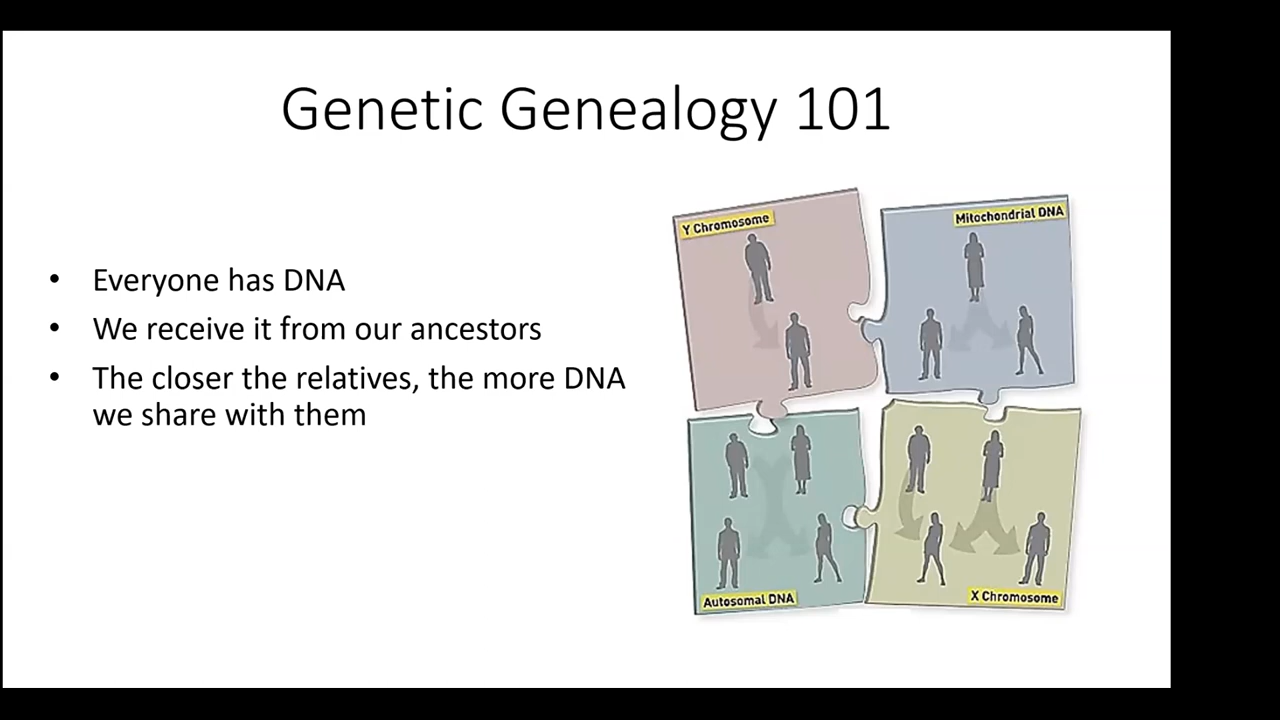 Genetic Genealogy 101
• Everyone has DNA
• We receive it from our ancestors
• The closer the relatives, the more DNA
we share with them
Y Chromosome
Mitochondrial DNA
Autosomal DNA
X Chromosome